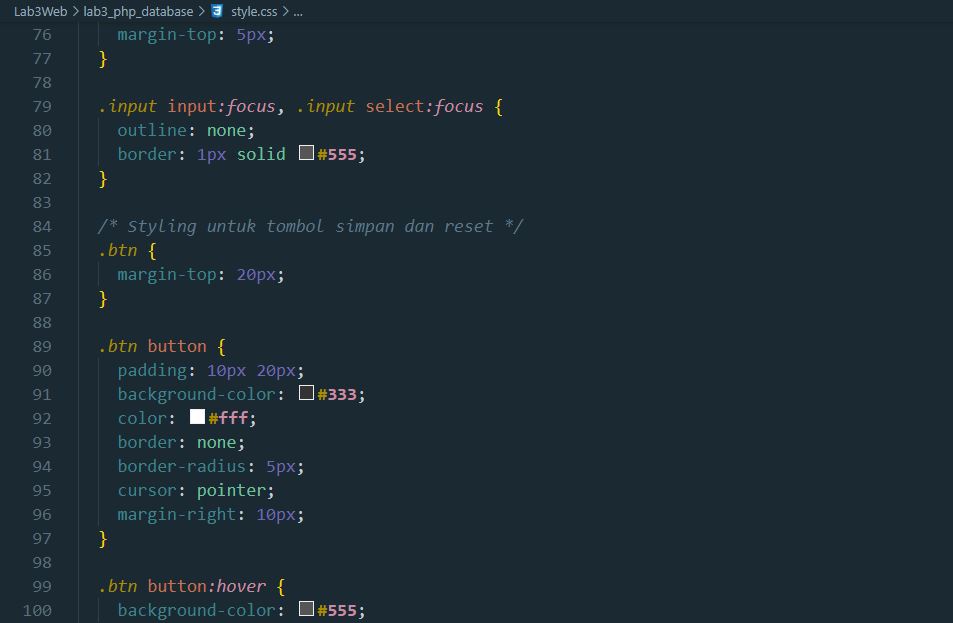 Lab3Web > lab3_php_database > style.css > ...
76 margin-top: 5px;
77 }
78
79 .input input:focus, .input select:focus {
80 outline: none;
81 border: 1px solid #555;
82 }
83
84 /* Styling untuk tombol simpan dan reset */
85 .btn {
86 margin-top: 20px;
87 }
88
89 .btn button {
90 padding: 10px 20px;
91 background-color: #333;
92 color: #fff;
93 border: none;
94 border-radius: 5px;
95 cursor: pointer;
96 margin-right: 10px;
97 }
98
99 .btn button:hover {
100 background-color: #555;